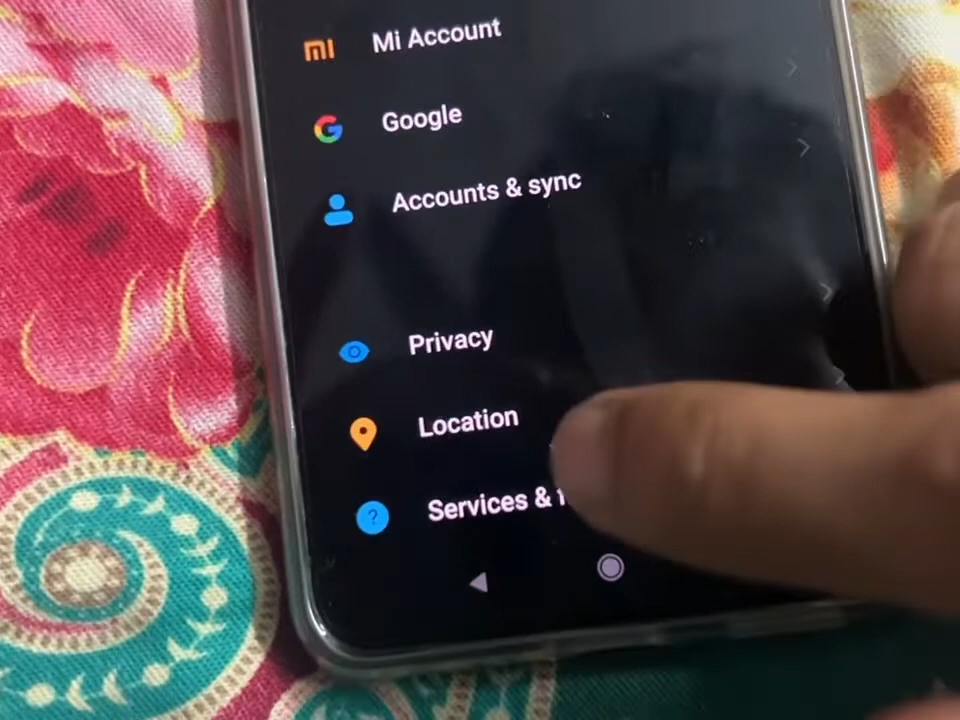 Mi Account
Google
Accounts & sync
Privacy
Location
Services &